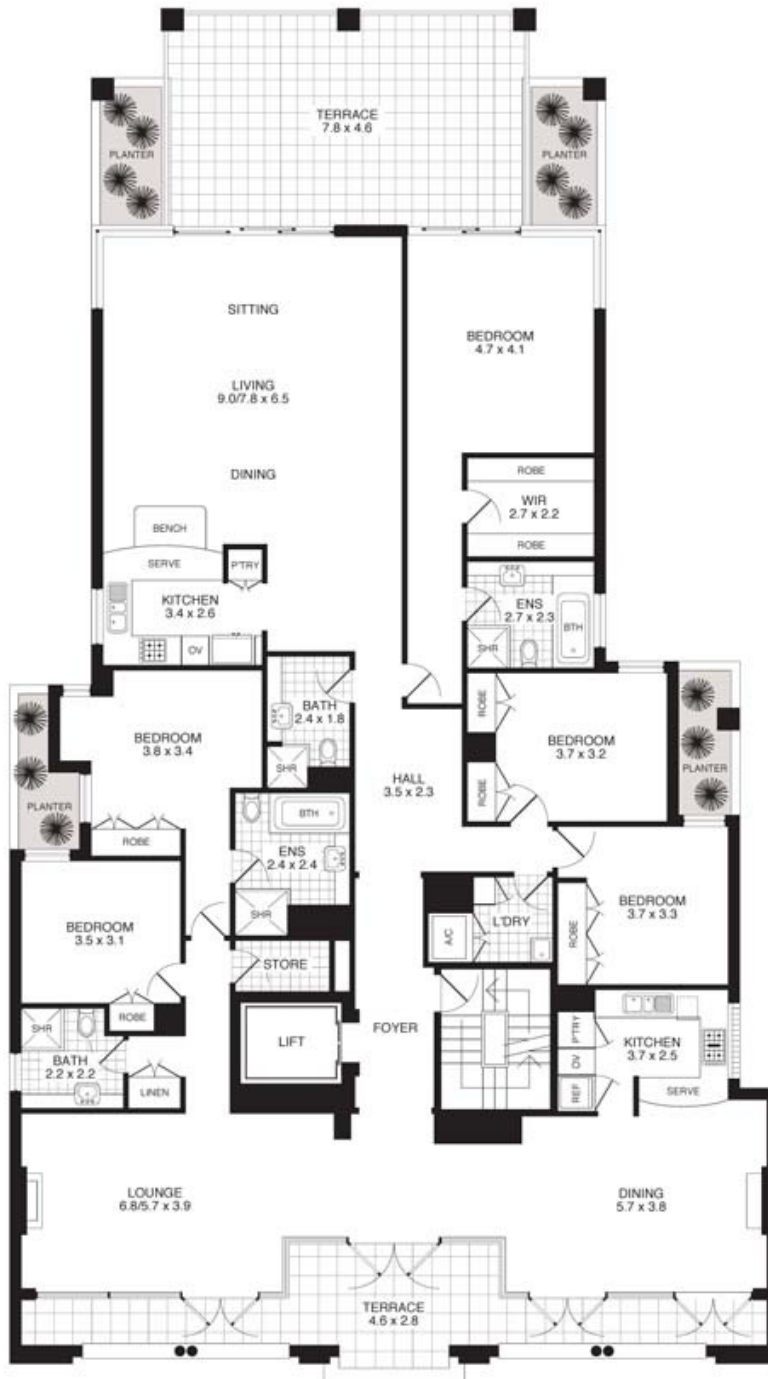 TERRACE
7.8 x 4.6
PLANTER
PLANTER
SITTING
BEDROOM
4.7 x 4.1
LIVING
9.0/7.8 x 6.5
DINING
ROBE
WIR
2.7 x 2.2
ROBE
BENCH
SERVE
P'TRY
KITCHEN
3.4 x 2.6
OV
ENS
2.7 x 2.3
BTH
SHR
BATH
2.4 x 1.8
SHR
BEDROOM
3.8 x 3.4
ROBE
ROBE
ROBE
BEDROOM
3.7 x 3.2
PLANTER
PLANTER
HALL
3.5 x 2.3
BTH
ENS
2.4 x 2.4
SHR
BEDROOM
3.5 x 3.1
ROBE
BEDROOM
3.7 x 3.3
ROBE
L'DRY
A/C
STORE
LIFT
FOYER
SHR
BATH
2.2 x 2.2
LINEN
P'TRY
OV
REF
KITCHEN
3.7 x 2.5
SERVE
LOUNGE
6.8/5.7 x 3.9
DINING
5.7 x 3.8
TERRACE
4.6 x 2.8